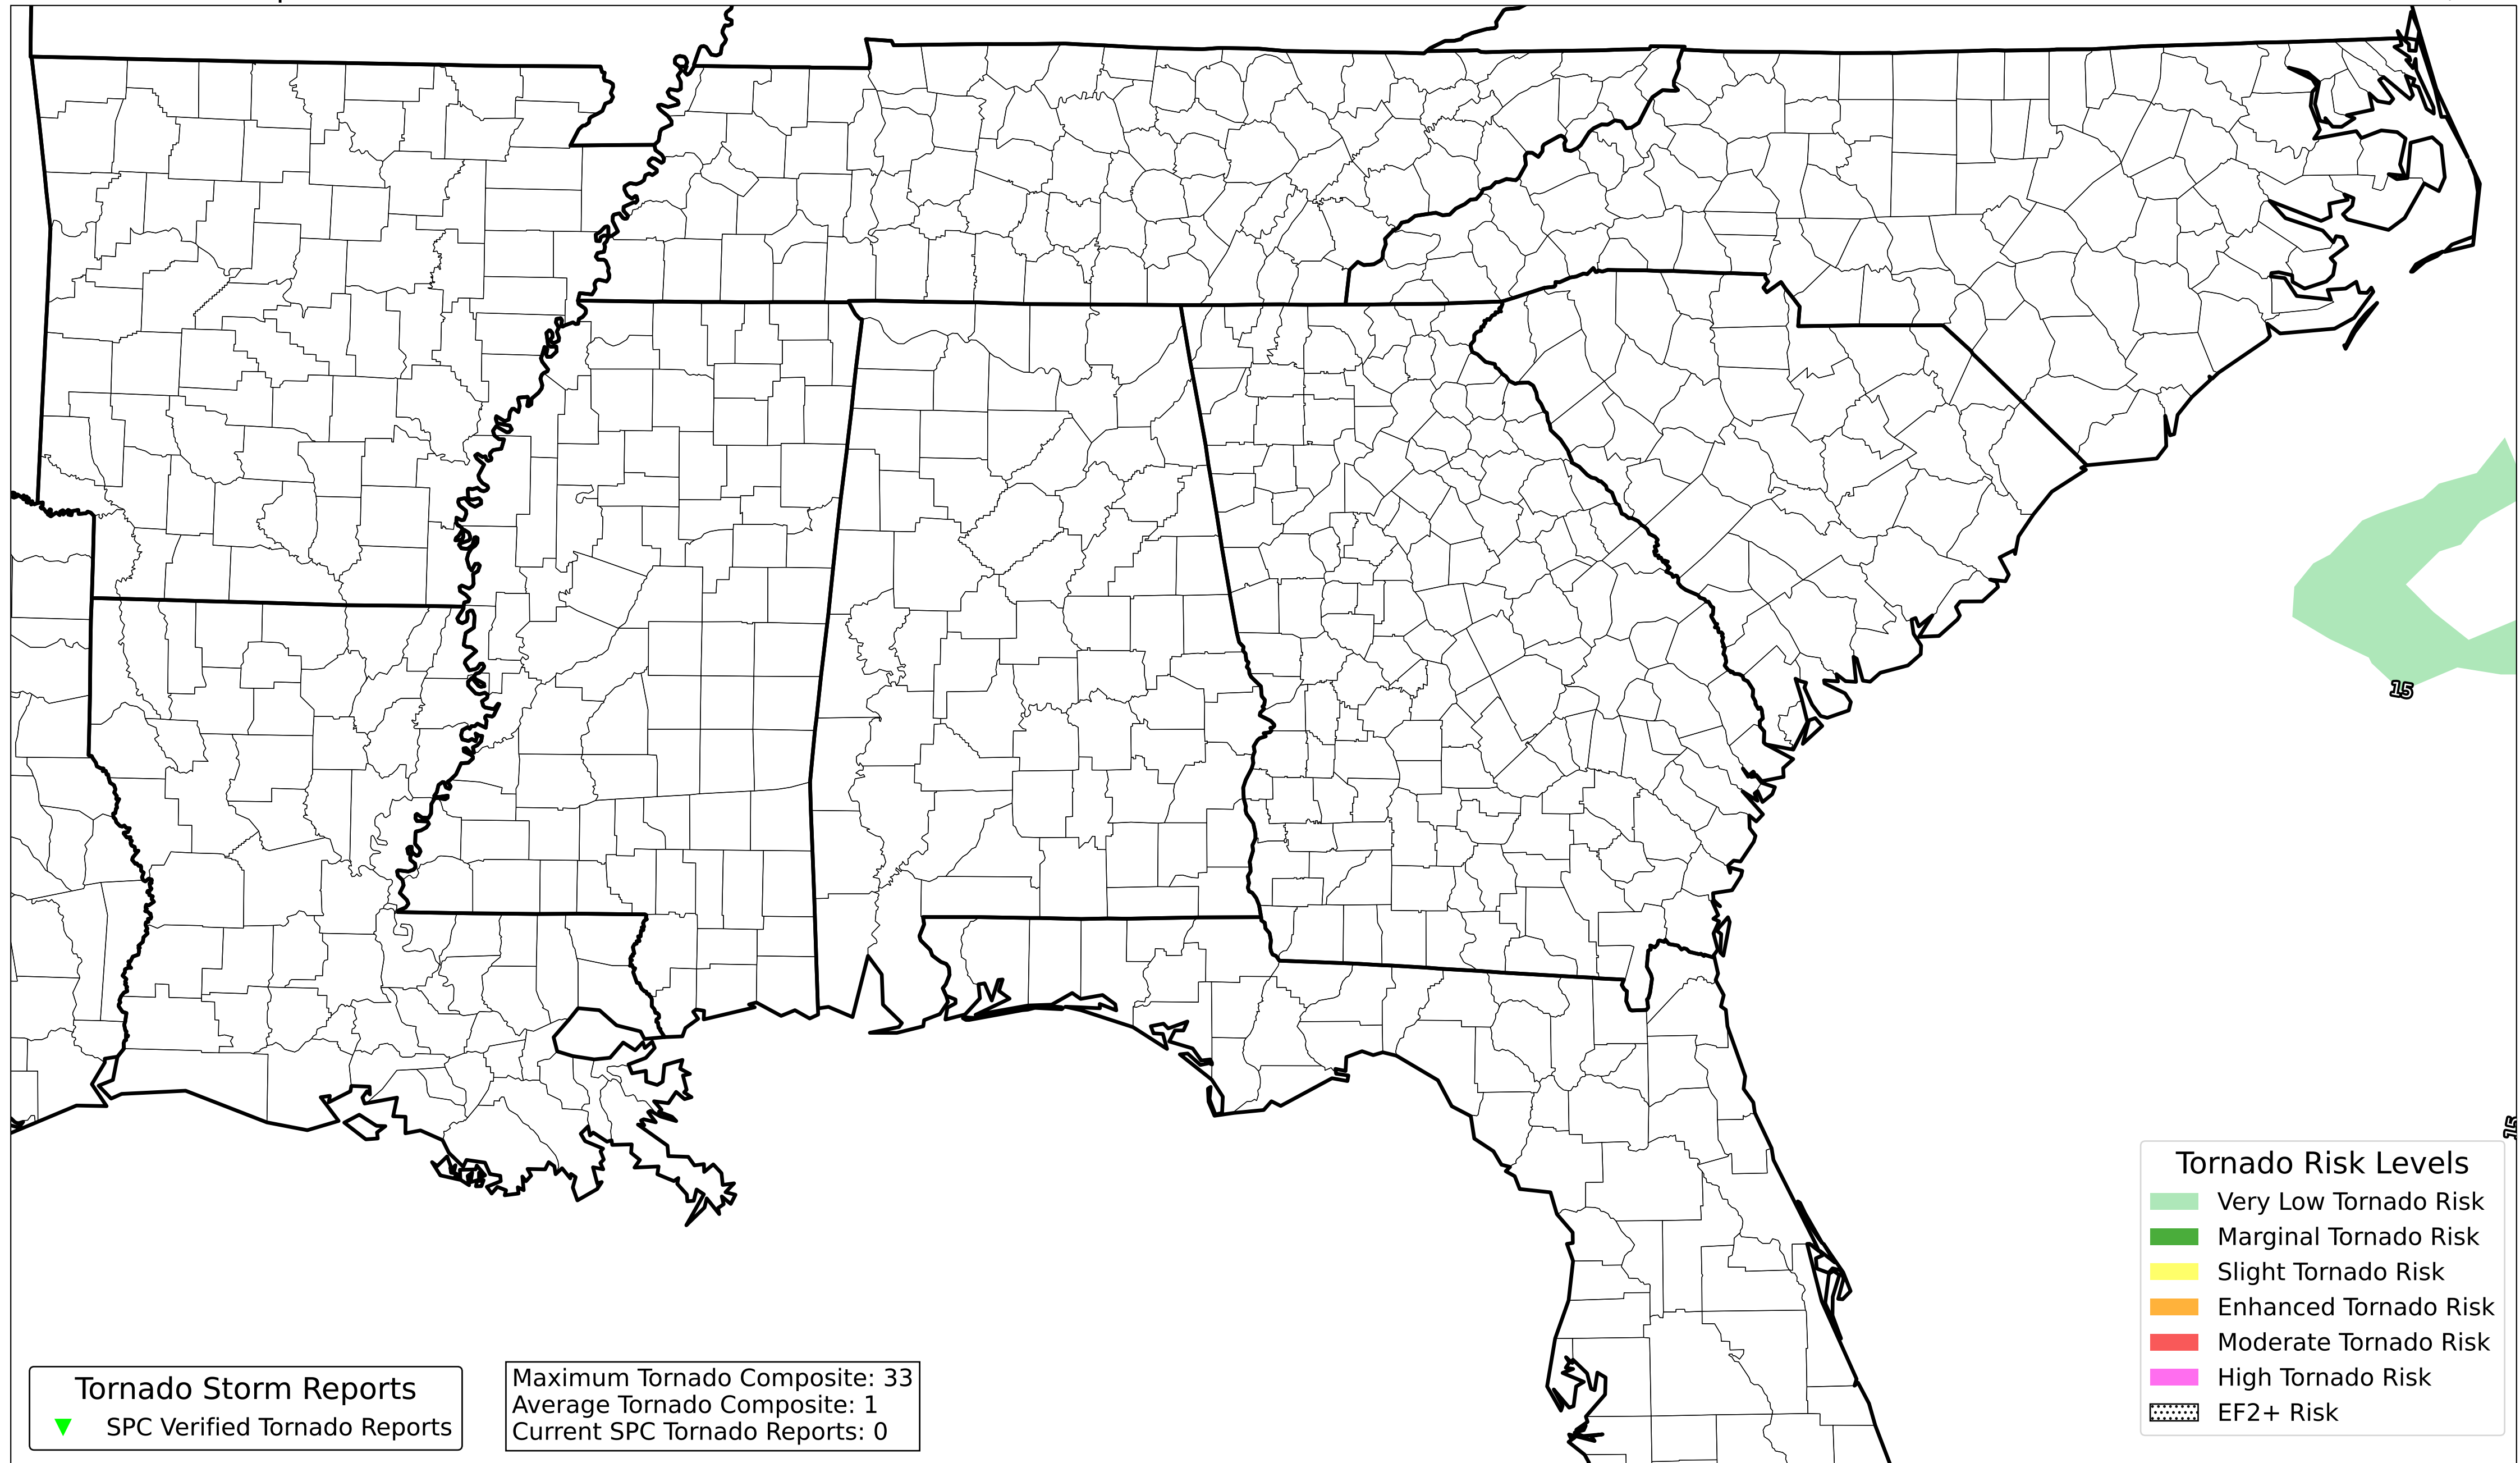 15
15
Tornado Risk Levels
Very Low Tornado Risk
Marginal Tornado Risk
Slight Tornado Risk
Enhanced Tornado Risk
Moderate Tornado Risk
High Tornado Risk
EF2+ Risk
Tornado Storm Reports
SPC Verified Tornado Reports
Maximum Tornado Composite: 33
Average Tornado Composite: 1
Current SPC Tornado Reports: 0